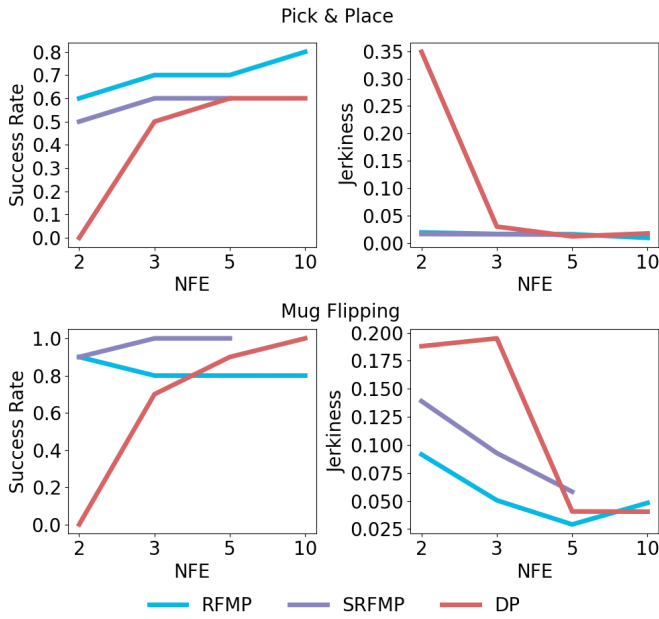 Pick & Place
Success Rate
0.8
0.7
0.6
0.5
0.4
0.3
0.2
0.1
0.0
2 3 5 10
NFE
Jerkiness
0.35
0.30
0.25
0.20
0.15
0.10
0.05
0.00
2 3 5 10
NFE
Mug Flipping
Success Rate
1.0
0.8
0.6
0.4
0.2
0.0
2 3 5 10
NFE
Jerkiness
0.200
0.175
0.150
0.125
0.100
0.075
0.050
0.025
2 3 5 10
NFE
RFMP SRFMP DP